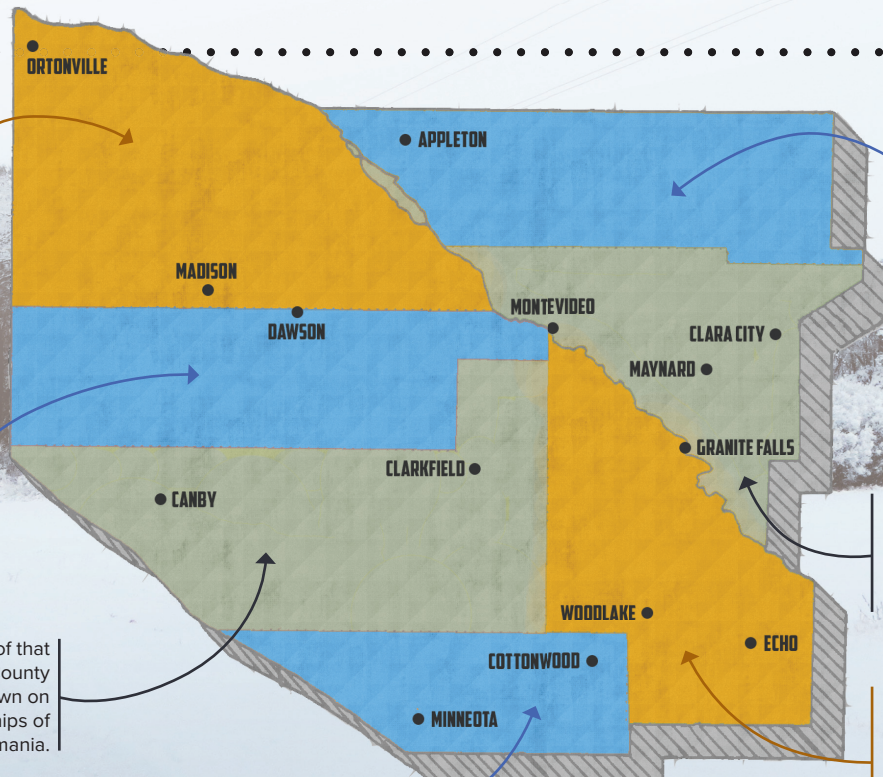 ORTONVILLE
APPLETON
MADISON
DAWSON
MONTEVIDEO
CLARA CITY
MAYNARD
GRANITE FALLS
CLARKFIELD
CANBY
WOODLAKE
ECHO
COTTONWOOD
MINNEOTA
of that
ounty
wn on
hips of
mania.